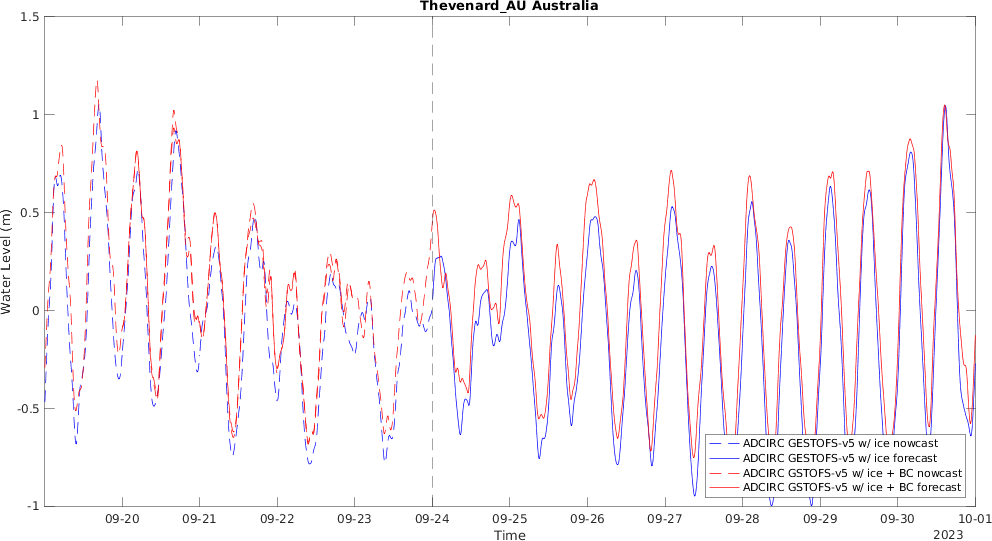 Thevenard_AU Australia
Water Level (m)
1.5
1
0.5
0
-0.5
-1
ADCIRC GESTOFS-v5 w/ ice nowcast
ADCIRC GESTOFS-v5 w/ ice forecast
ADCIRC GSTOFS-v5 w/ ice + BC nowcast
ADCIRC GSTOFS-v5 w/ ice + BC forecast
09-20 09-21 09-22 09-23 09-24 09-25 09-26 09-27 09-28 09-29 09-30 10-01
Time
2023